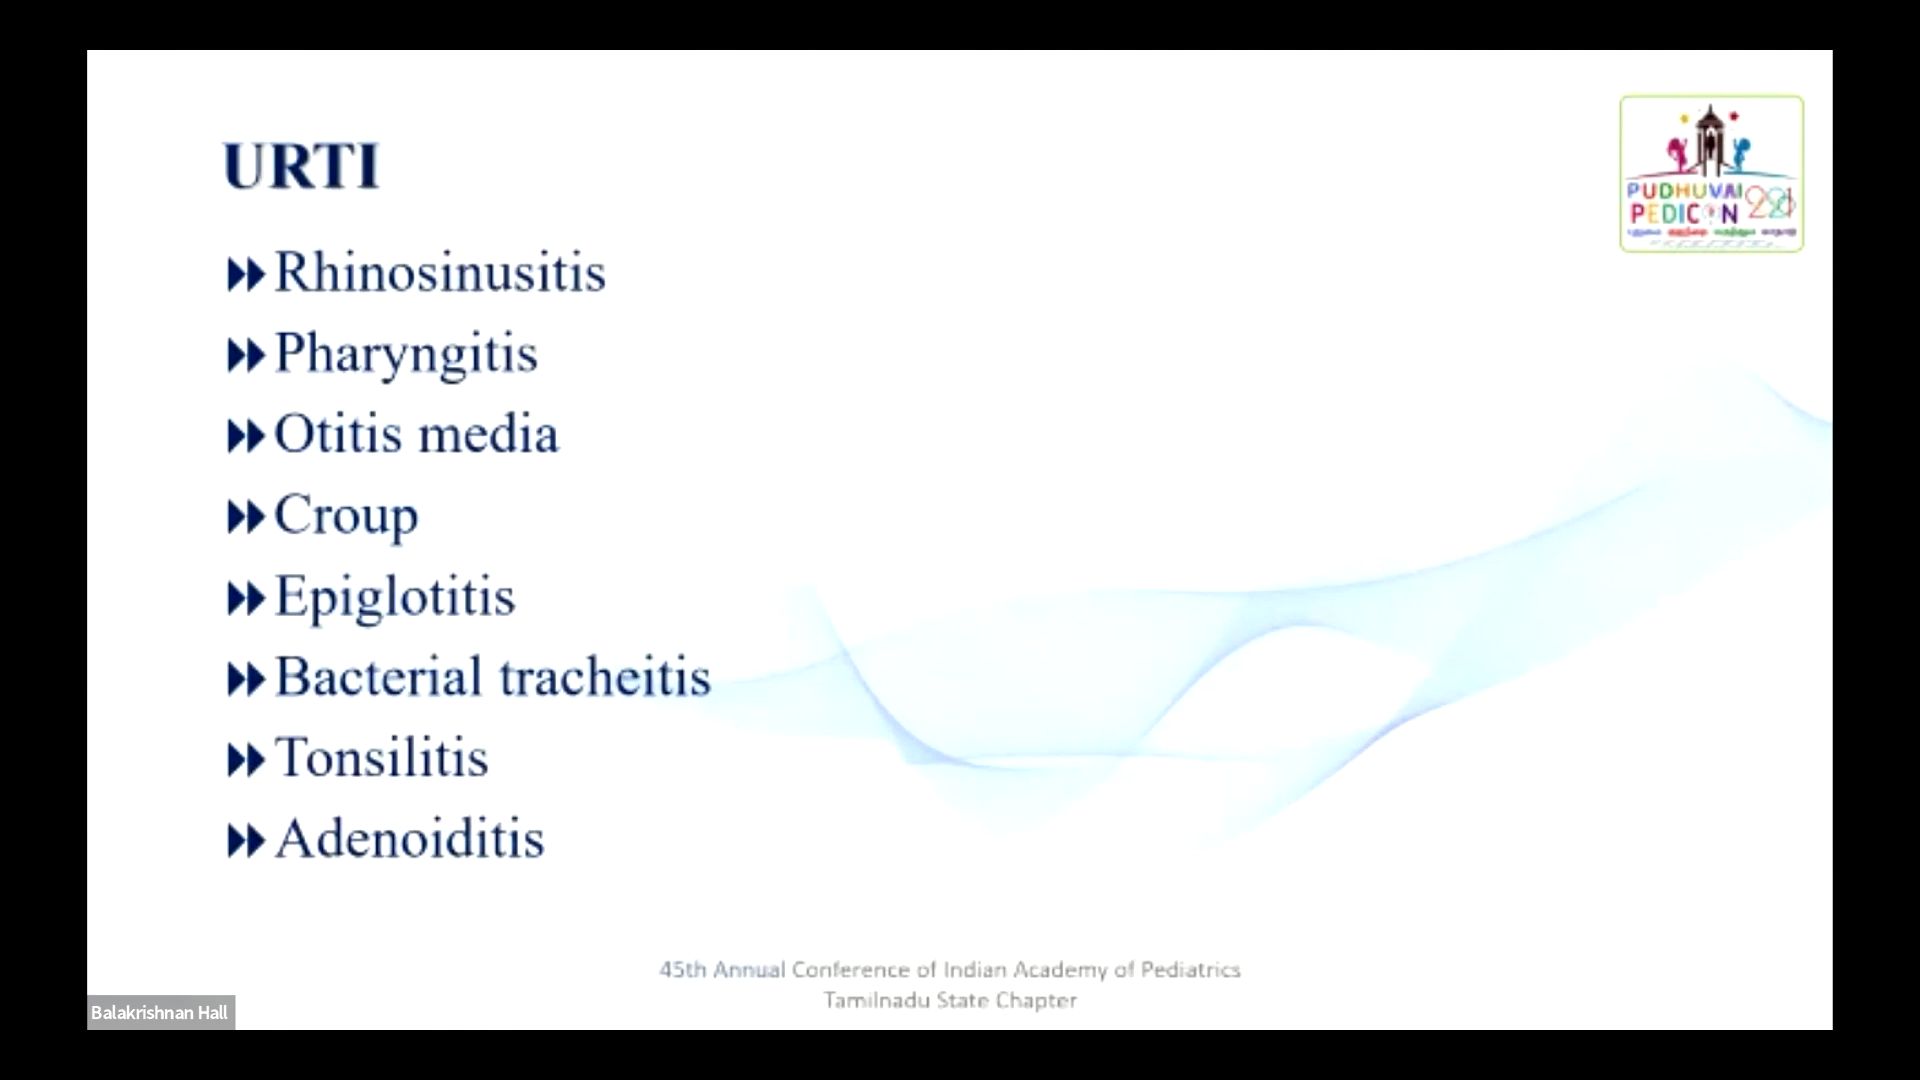 URTI
Rhinosinusitis
Pharyngitis
Otitis media
Croup
Epiglotitis
Bacterial tracheitis
Tonsilitis
Adenoiditis
PUDHUVAI
PEDICON
45th Annual Conference of Indian Academy of Pediatrics
Tamilnadu State Chapter
Balakrishnan Hall